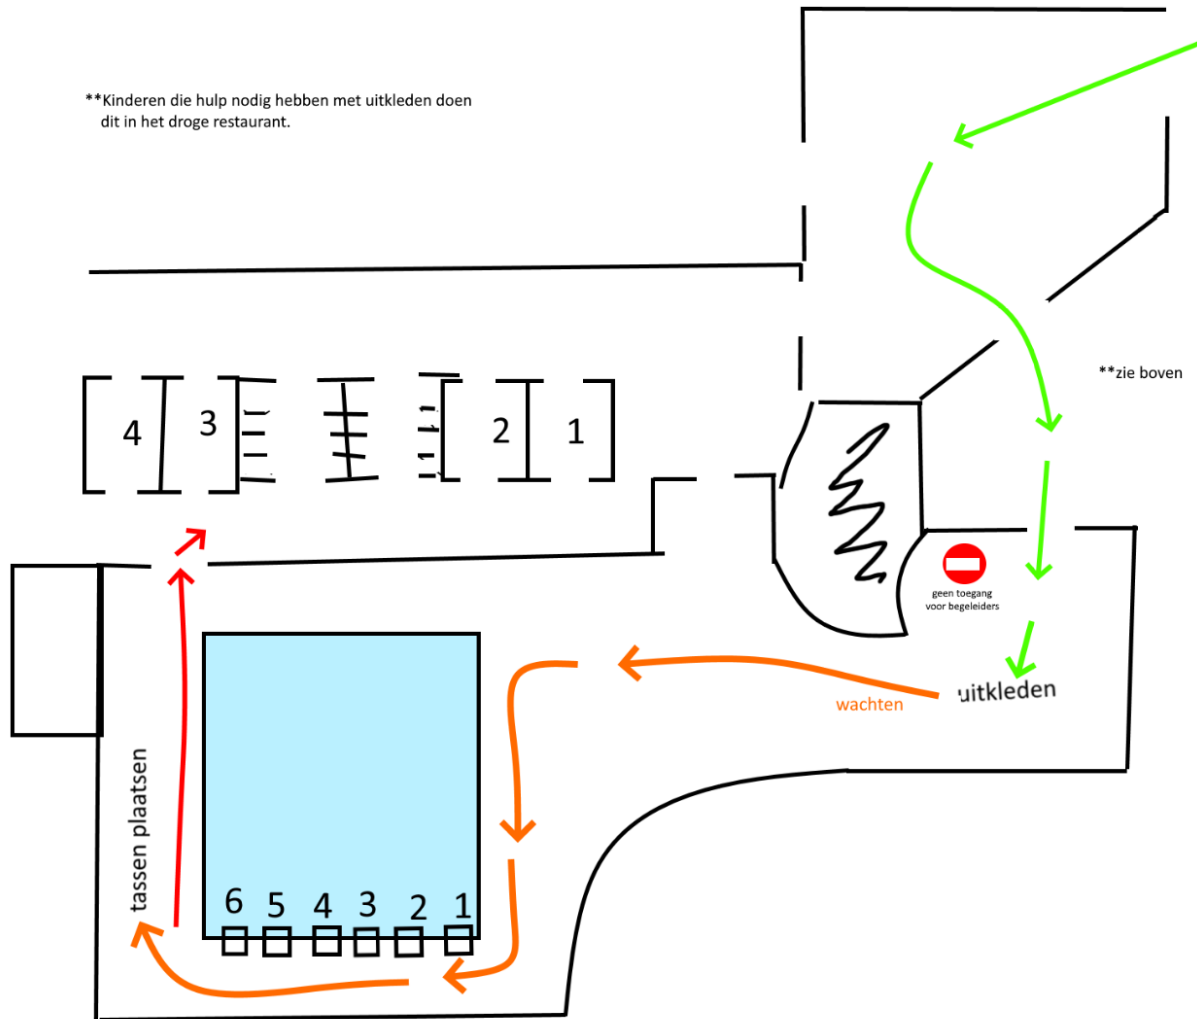 **Kinderen die hulp nodig hebben met uitkleden doen
dit in het droge restaurant.
**zie boven
4
3
2
1
geen toegang
voor begeleiders
uitkleden
wachten
tassen plaatsen
6
5
4
3
2
1